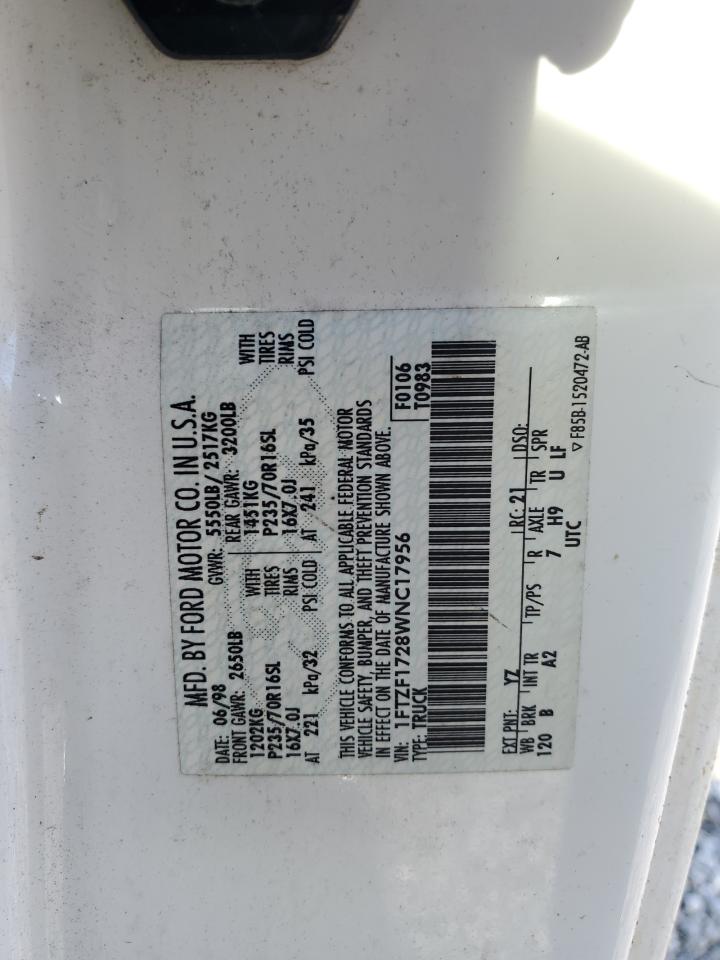 MFD. BY FORD MOTOR CO. IN U.S.A.
DATE: 06/98 GVWR: 5550LB/ 2517KG
FRONT GAWR: 2650LB REAR GAWR: 3200LB
1202KG WITH 1451KG WITH
P235/70R16SL TIRES P235/70R16SL TIRES
16X7.0J RIMS 16X7.0J RIMS
AT 221 kPa/32 PSI COLD AT 241 kPa/35 PSI COLD
THIS VEHICLE CONFORMS TO ALL APPLICABLE FEDERAL MOTOR
VEHICLE SAFETY, BUMPER, AND THEFT PREVENTION STANDARDS
IN EFFECT ON THE DATE OF MANUFACTURE SHOWN ABOVE.
VIN: 1FTZF1728WNC17956 F0106
TYPE: TRUCK T0983
EXT PNT: YZ RC: 21 DSO:
WB BRK INT TR TP/PS R AXLE TR SPR
120 B A2 7 H9 U LF
UTC ▽ F85B-1520472-AB